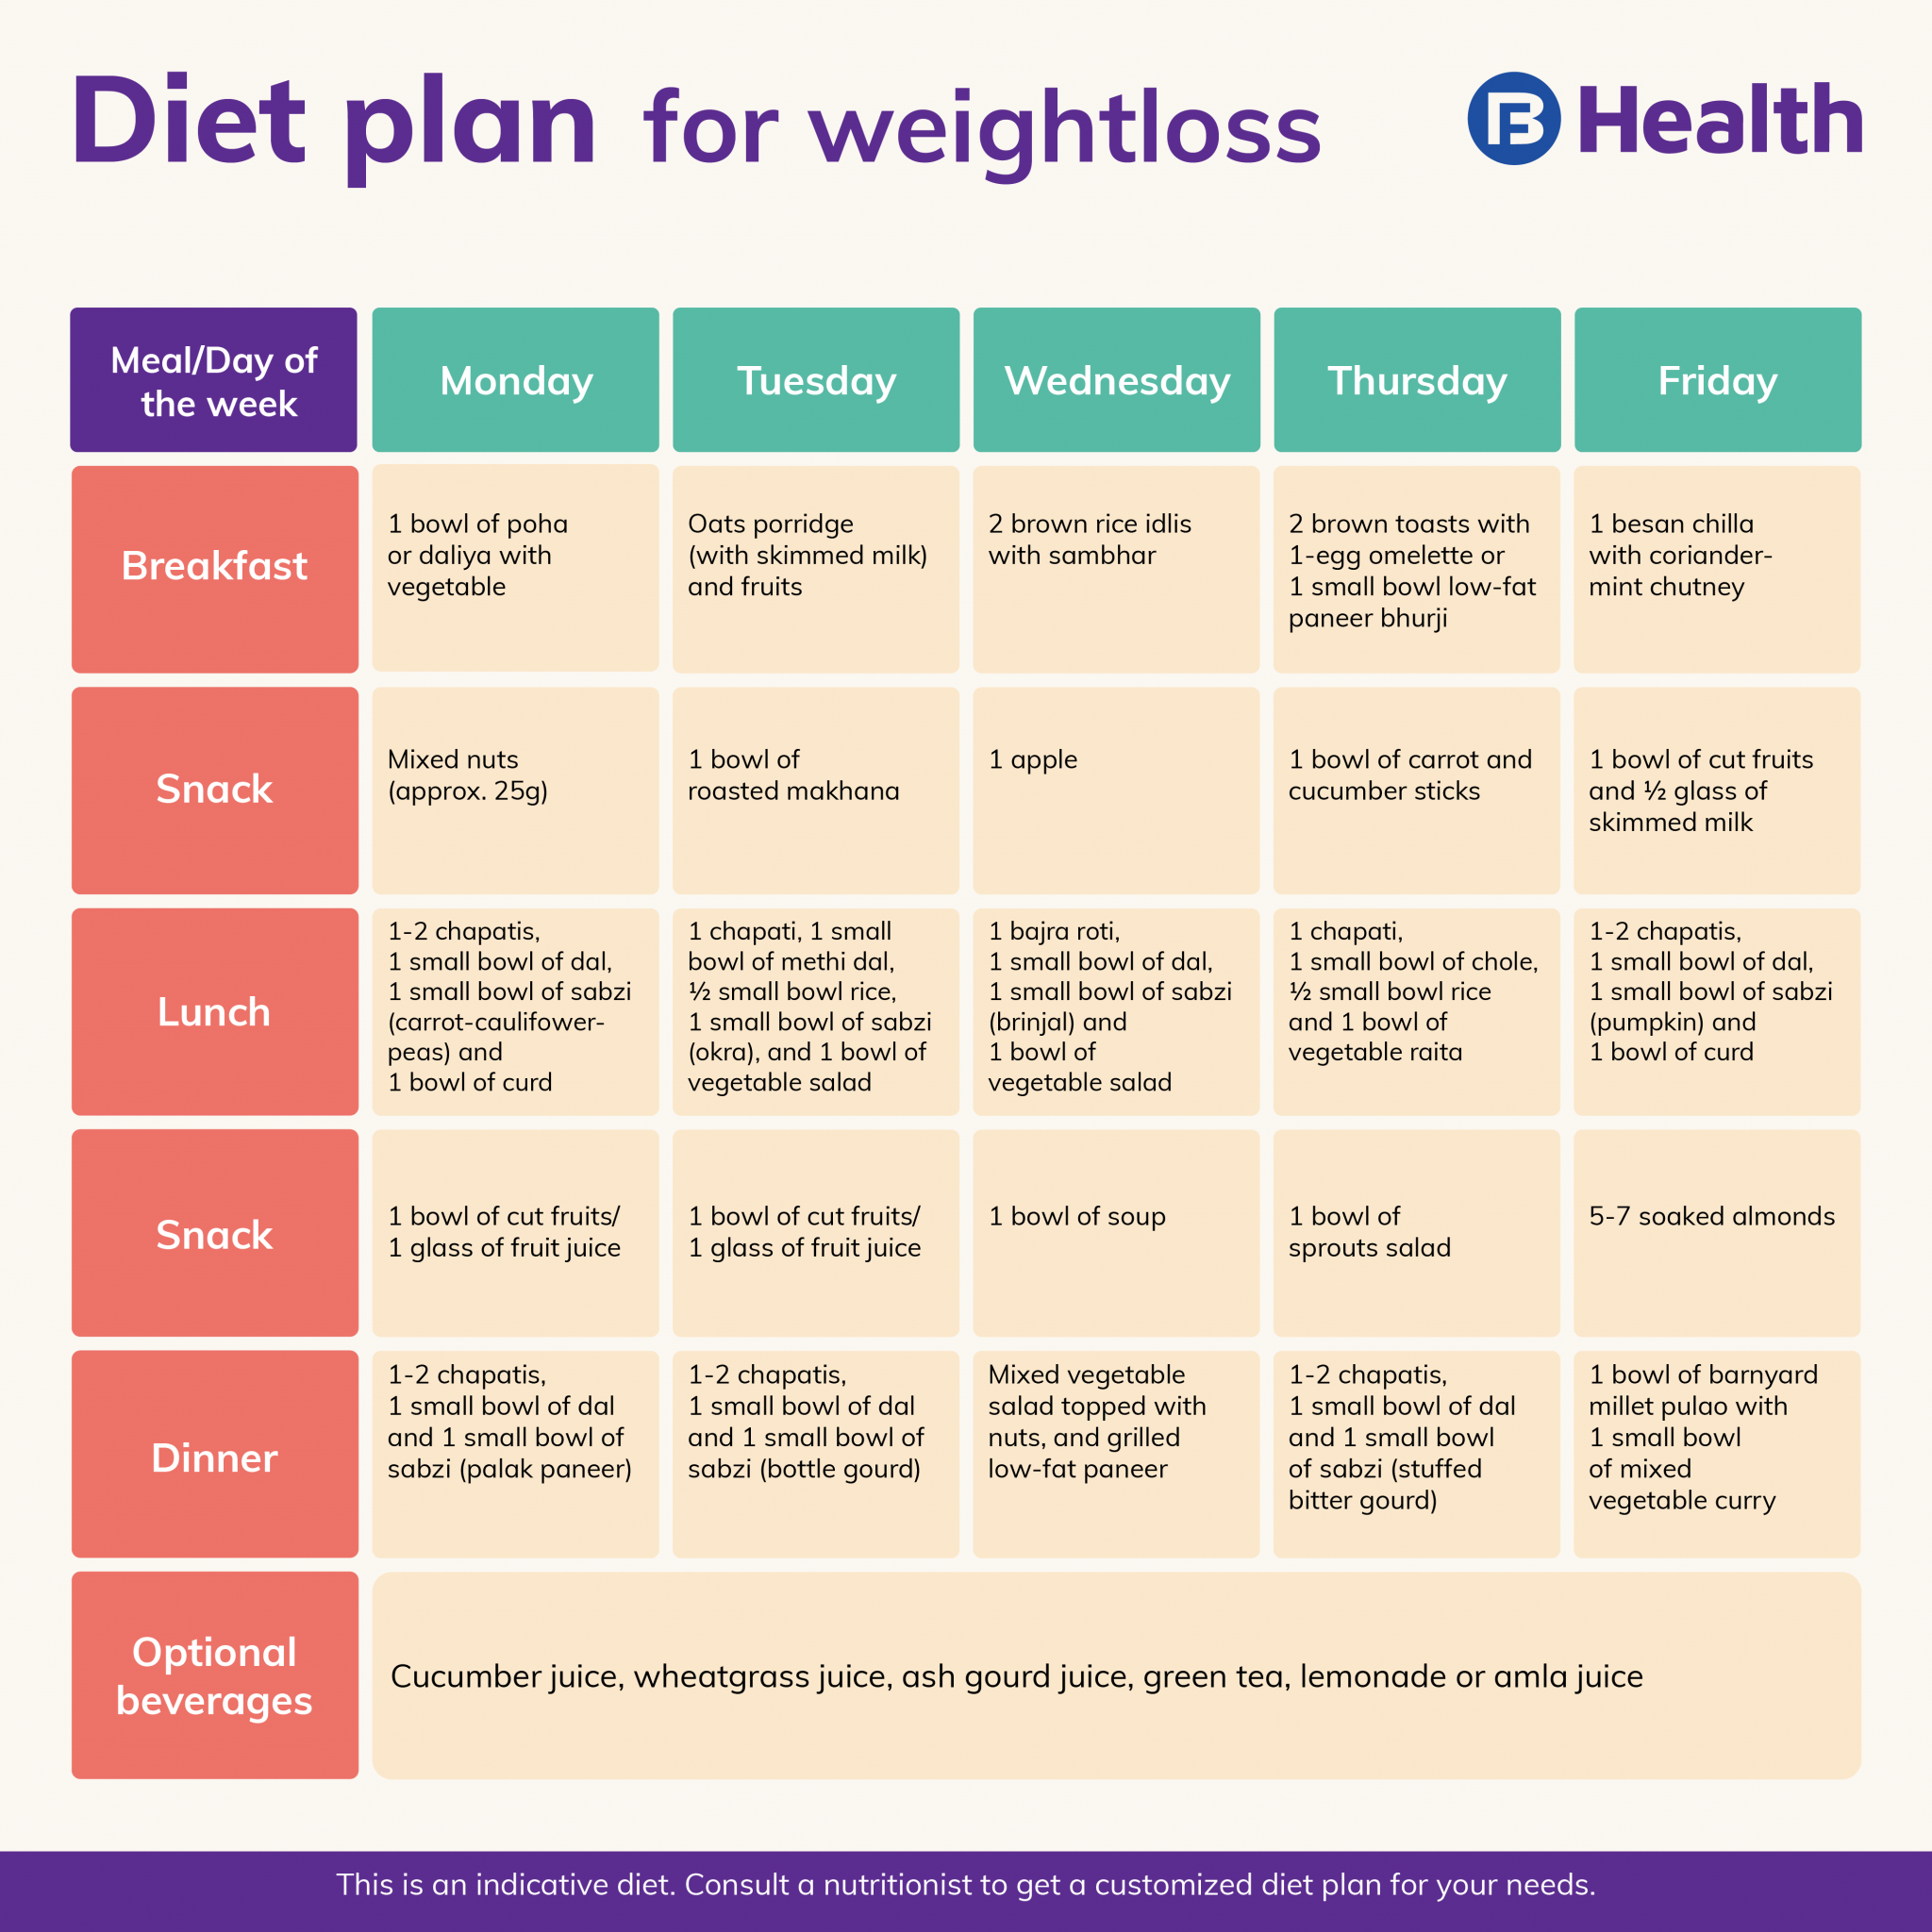 Diet plan for weightloss
B Health
Meal/Day of
the week
Monday
Tuesday
Wednesday
Thursday
Friday
Breakfast
1 bowl of poha
or daliya with
vegetable
Oats porridge
(with skimmed milk)
and fruits
2 brown rice idlis
with sambhar
2 brown toasts with
1-egg omelette or
1 small bowl low-fat
paneer bhurji
1 besan chilla
with coriander-
mint chutney
Snack
Mixed nuts
(approx. 25g)
1 bowl of
roasted makhana
1 apple
1 bowl of carrot and
cucumber sticks
1 bowl of cut fruits
and ½ glass of
skimmed milk
Lunch
1-2 chapatis,
1 small bowl of dal,
1 small bowl of sabzi
(carrot-caulifower-
peas) and
1 bowl of curd
1 chapati, 1 small
bowl of methi dal,
½ small bowl rice,
1 small bowl of sabzi
(okra), and 1 bowl of
vegetable salad
1 bajra roti,
1 small bowl of dal,
1 small bowl of sabzi
(brinjal) and
1 bowl of
vegetable salad
1 chapati,
1 small bowl of chole,
½ small bowl rice
and 1 bowl of
vegetable raita
1-2 chapatis,
1 small bowl of dal,
1 small bowl of sabzi
(pumpkin) and
1 bowl of curd
Snack
1 bowl of cut fruits/
1 glass of fruit juice
1 bowl of cut fruits/
1 glass of fruit juice
1 bowl of soup
1 bowl of
sprouts salad
5-7 soaked almonds
Dinner
1-2 chapatis,
1 small bowl of dal
and 1 small bowl of
sabzi (palak paneer)
1-2 chapatis,
1 small bowl of dal
and 1 small bowl of
sabzi (bottle gourd)
Mixed vegetable
salad topped with
nuts, and grilled
low-fat paneer
1-2 chapatis,
1 small bowl of dal
and 1 small bowl
of sabzi (stuffed
bitter gourd)
1 bowl of barnyard
millet pulao with
1 small bowl
of mixed
vegetable curry
Optional
beverages
Cucumber juice, wheatgrass juice, ash gourd juice, green tea, lemonade or amla juice
This is an indicative diet. Consult a nutritionist to get a customized diet plan for your needs.